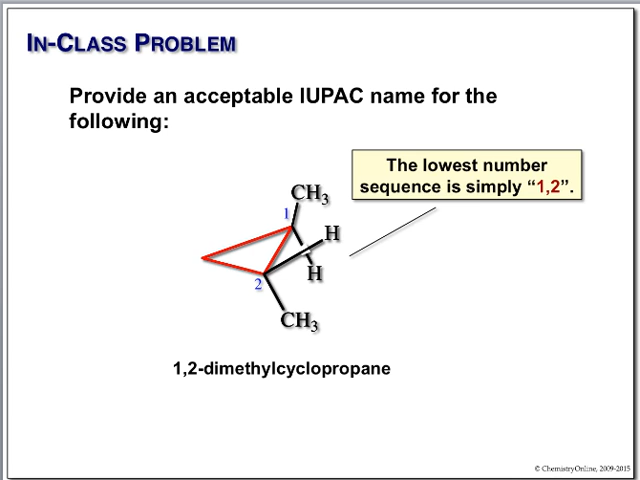 IN-CLASS PROBLEM
Provide an acceptable IUPAC name for the
following:
The lowest number
sequence is simply “1,2”.
CH3
1
H
H
2
CH3
1,2-dimethylcyclopropane
© ChemistryOnline, 2009-2015